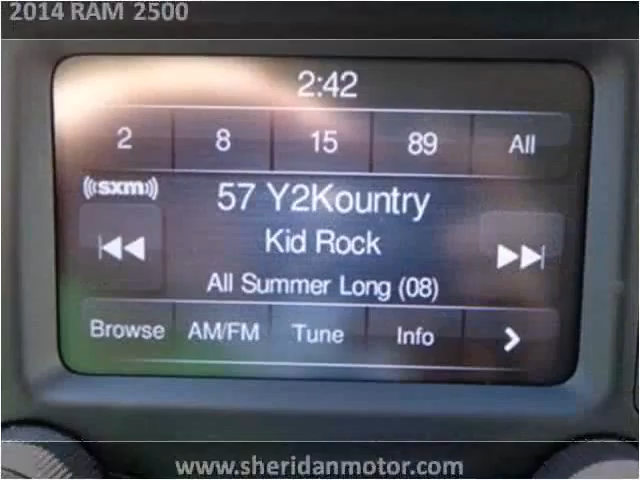 2014 RAM 2500
2:42
2 8 15 89 All
((sxm))
57 Y2Kountry
Kid Rock
All Summer Long (08)
Browse AM/FM Tune Info >
www.sheridanmotor.com